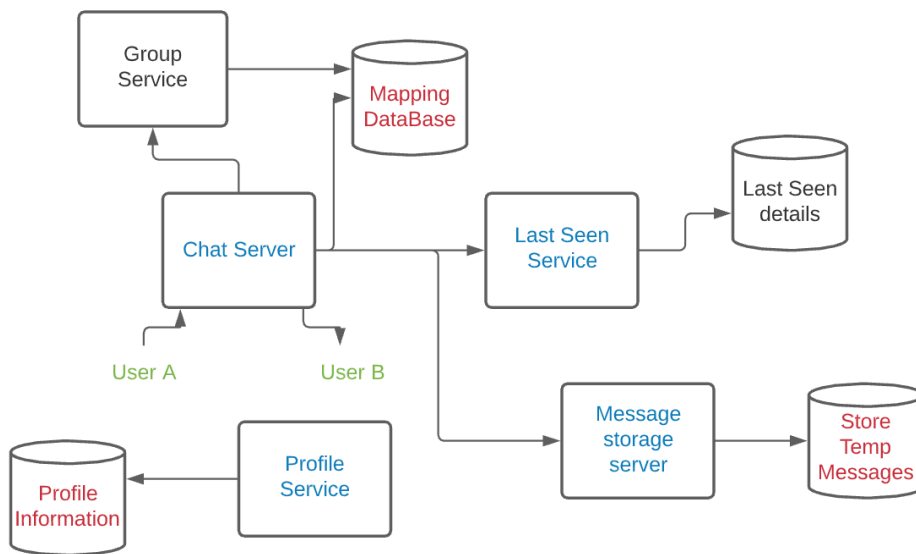 Group
Service
Mapping
DataBase
Last Seen
details
Chat Server
Last Seen
Service
User A
User B
Message
storage
server
Store
Temp
Messages
Profile
Service
Profile
Information